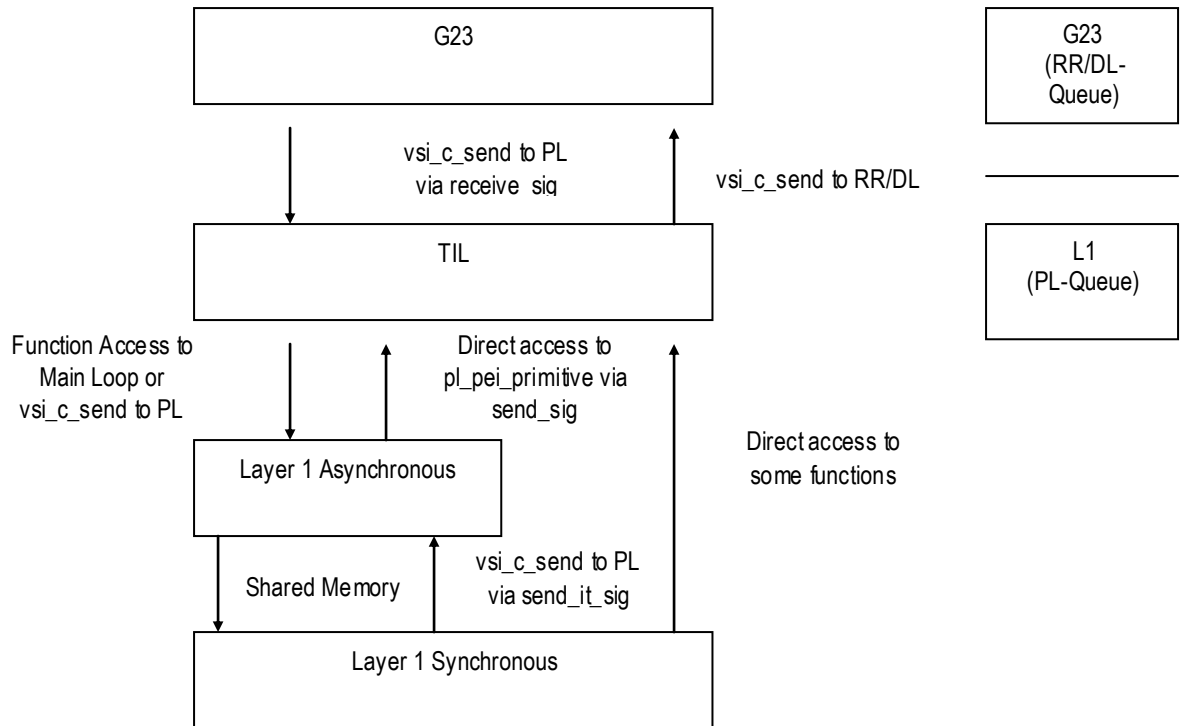 G23
G23
(RR/DL-
Queue)
vsi_c_send to PL
via receive_sig
vsi_c_send to RR/DL
TIL
L1
(PL-Queue)
Function Access to
Main Loop or
vsi_c_send to PL
Direct access to
pl_pei_primitive via
send_sig
Direct access to
some functions
Layer 1 Asynchronous
Shared Memory
vsi_c_send to PL
via send_it_sig
Layer 1 Synchronous